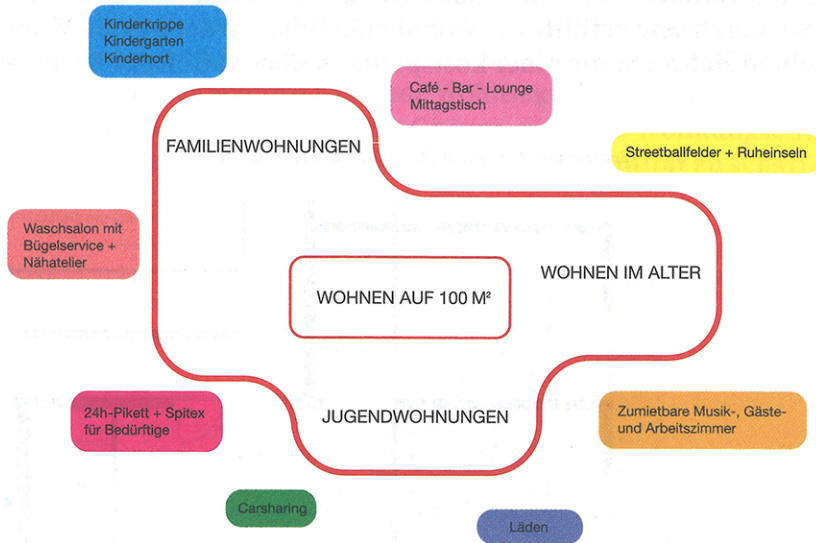 Kinderkrippe
Kindergarten
Kinderhort
Café - Bar - Lounge
Mittagstisch
FAMILIENWOHNUNGEN
Streetballfelder + Ruheinseln
Waschsalon mit
Bügelservice +
Nähatelier
WOHNEN IM ALTER
WOHNEN AUF 100 M²
24h-Pikett + Spitex
für Bedürftige
JUGENDWOHNUNGEN
Zumietbare Musik-, Gäste-
und Arbeitszimmer
Carsharing
Läden